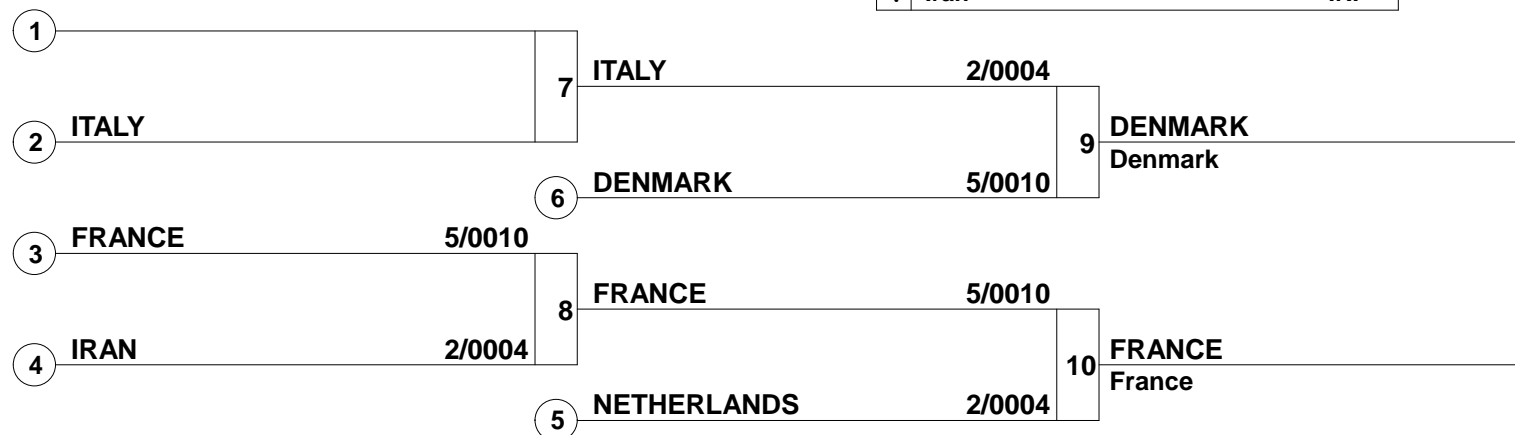 1
7 ITALY 2/0004
2 ITALY
9 DENMARK
Denmark
6 DENMARK 5/0010
3 FRANCE 5/0010
8 FRANCE 5/0010
4 IRAN 2/0004
10 FRANCE
France
5 NETHERLANDS 2/0004